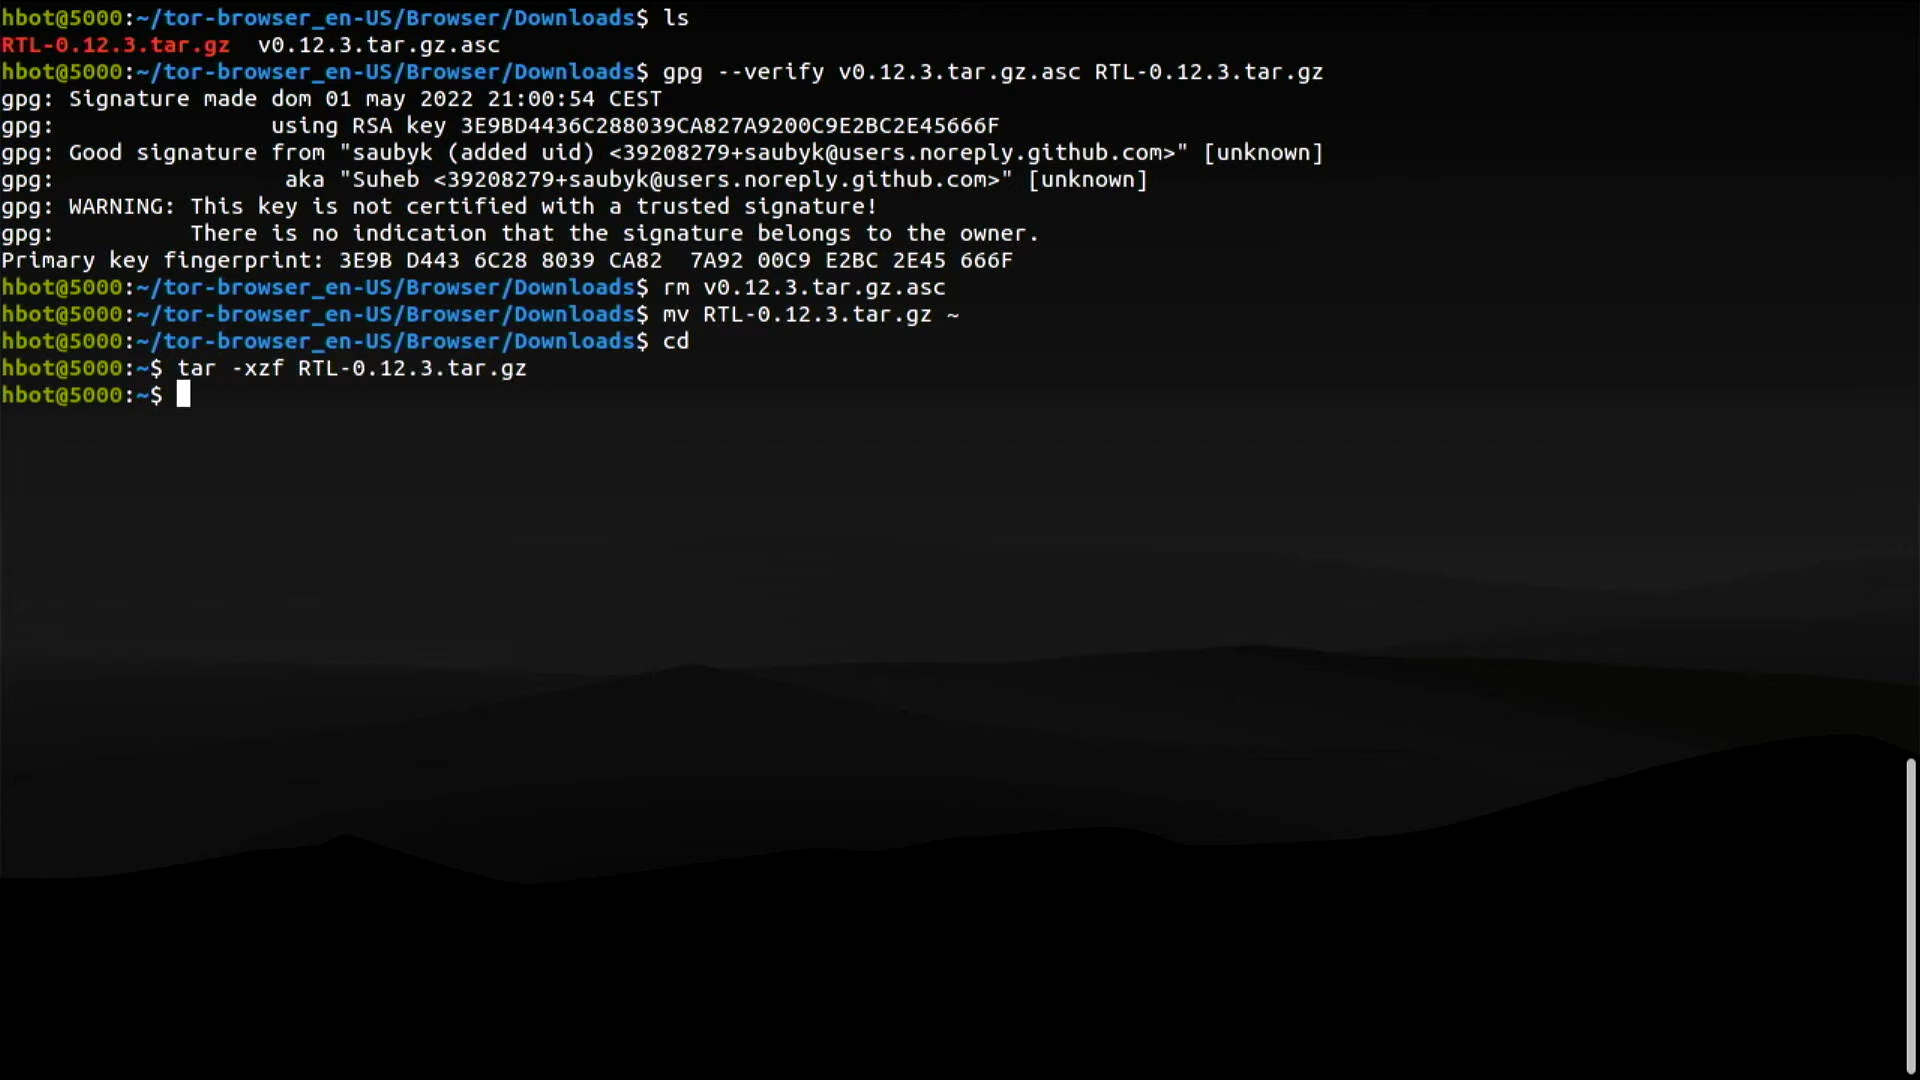 hbot@5000:~/tor-browser_en-US/Browser/Downloads$ ls
RTL-0.12.3.tar.gz  v0.12.3.tar.gz.asc
hbot@5000:~/tor-browser_en-US/Browser/Downloads$ gpg --verify v0.12.3.tar.gz.asc RTL-0.12.3.tar.gz
gpg: Signature made dom 01 may 2022 21:00:54 CEST
gpg:                using RSA key 3E9BD4436C288039CA827A9200C9E2BC2E45666F
gpg: Good signature from "saubyk (added uid) <39208279+saubyk@users.noreply.github.com>" [unknown]
gpg:                 aka "Suheb <39208279+saubyk@users.noreply.github.com>" [unknown]
gpg: WARNING: This key is not certified with a trusted signature!
gpg:          There is no indication that the signature belongs to the owner.
Primary key fingerprint: 3E9B D443 6C28 8039 CA82  7A92 00C9 E2BC 2E45 666F
hbot@5000:~/tor-browser_en-US/Browser/Downloads$ rm v0.12.3.tar.gz.asc
hbot@5000:~/tor-browser_en-US/Browser/Downloads$ mv RTL-0.12.3.tar.gz ~
hbot@5000:~/tor-browser_en-US/Browser/Downloads$ cd
hbot@5000:~$ tar -xzf RTL-0.12.3.tar.gz
hbot@5000:~$